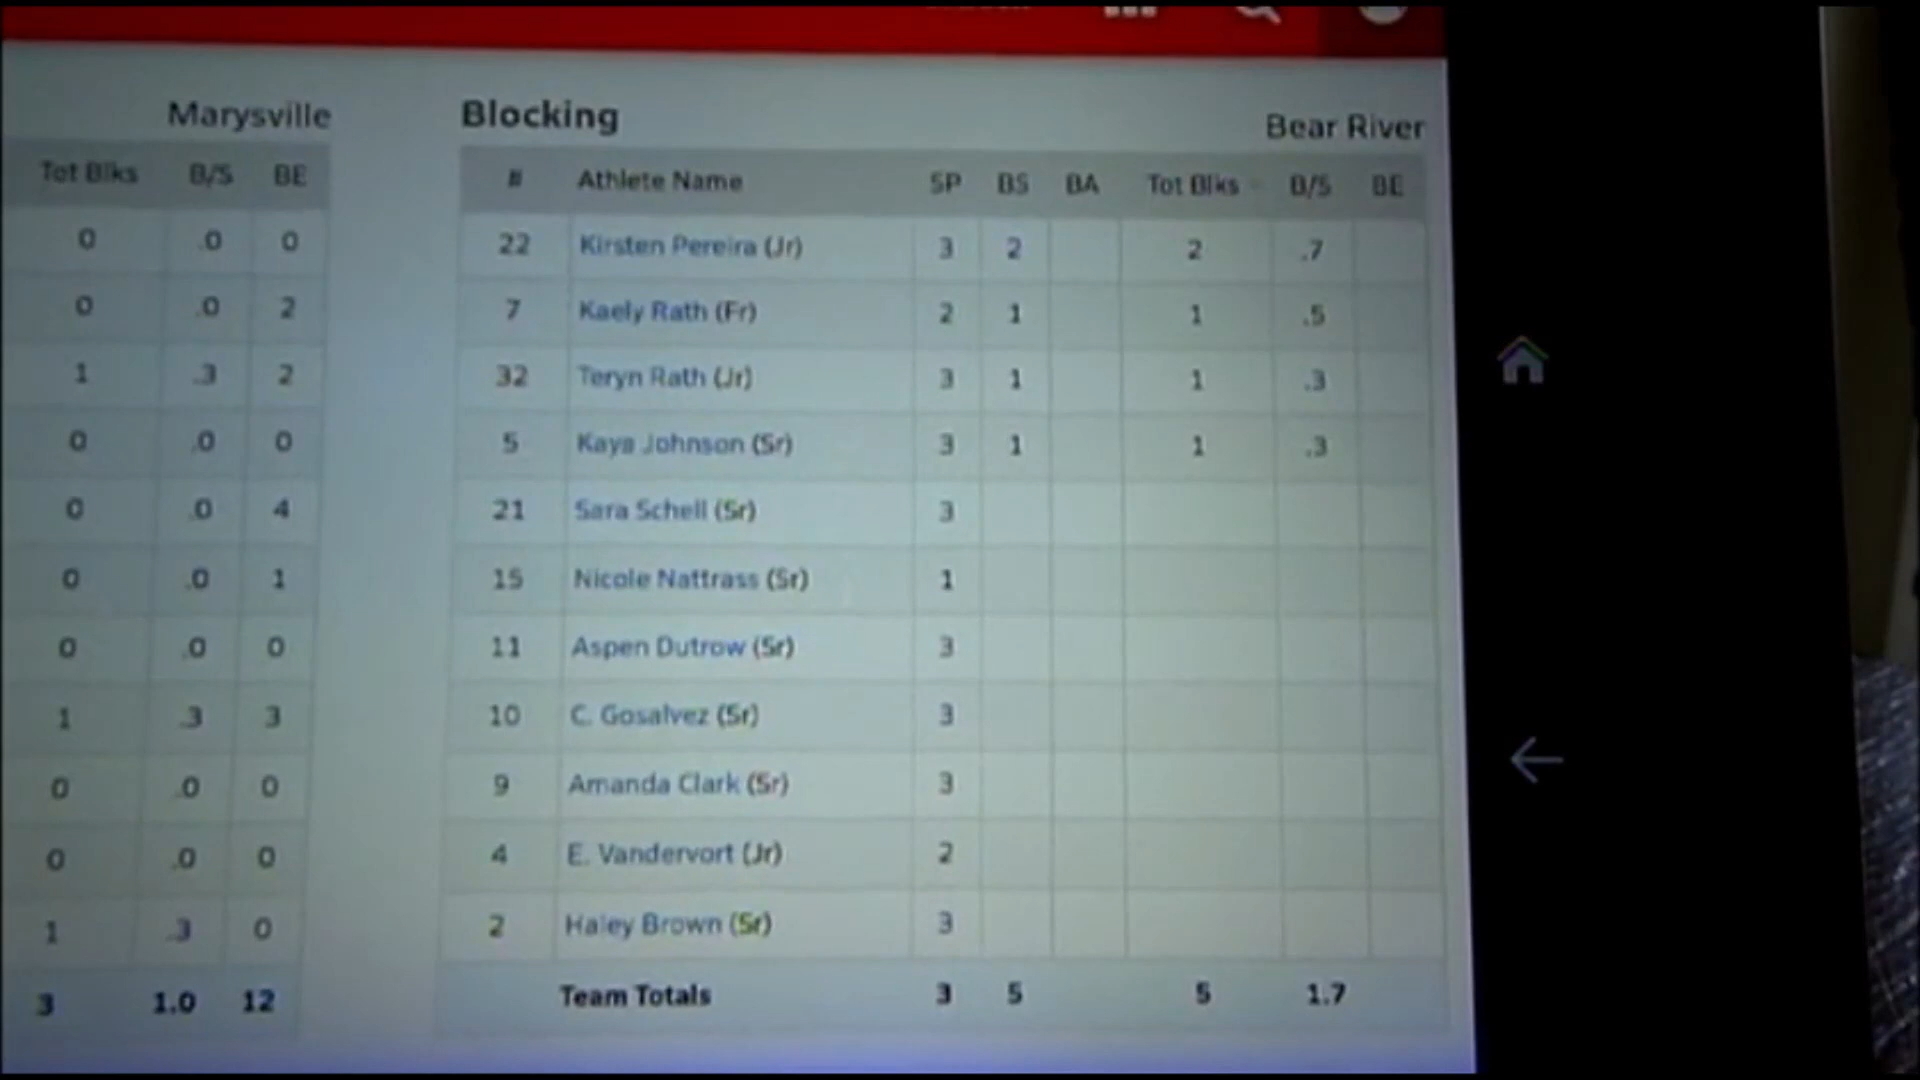 Marysville
Tot Blks B/S BE
0 .0 0
0 .0 2
1 .3 2
0 .0 0
0 .0 4
0 .0 1
0 .0 0
1 .3 3
0 .0 0
0 .0 0
1 .3 0
3 1.0 12
Blocking
Bear River
# Athlete Name SP BS BA Tot Blks B/S BE
22 Kirsten Pereira (Jr) 3 2 2 .7
7 Kaely Rath (Fr) 2 1 1 .5
32 Teryn Rath (Jr) 3 1 1 .3
5 Kaya Johnson (Sr) 3 1 1 .3
21 Sara Schell (Sr) 3
15 Nicole Nattrass (Sr) 1
11 Aspen Dutrow (Sr) 3
10 C. Gosalvez (Sr) 3
9 Amanda Clark (Sr) 3
4 E. Vandervort (Jr) 2
2 Haley Brown (Sr) 3
Team Totals 3 5 5 1.7